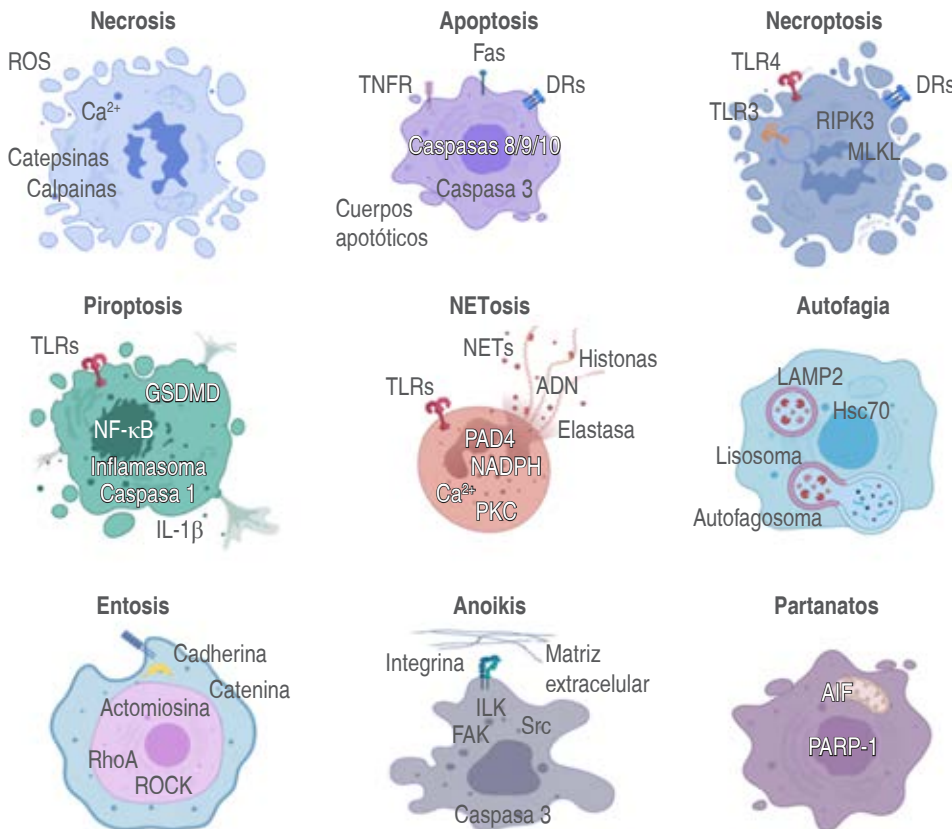 Necrosis
ROS
Ca²⁺
Catepsinas
Calpainas
Apoptosis
Fas
TNFR
DRs
Caspasas 8/9/10
Caspasa 3
Cuerpos
apotóticos
Necroptosis
TLR4
DRs
TLR3
RIPK3
MLKL
Piroptosis
TLRs
GSDMD
NF-κB
Inflamasoma
Caspasa 1
IL-1β
NETosis
NETs
Histonas
TLRs
ADN
Elastasa
PAD4
NADPH
Ca²⁺
PKC
Autofagia
LAMP2
Hsc70
Lisosoma
Autofagosoma
Entosis
Cadherina
Catenina
Actomiosina
RhoA
ROCK
Anoikis
Integrina
Matriz
extracelular
ILK
FAK
Src
Caspasa 3
Partanatos
AIF
PARP-1